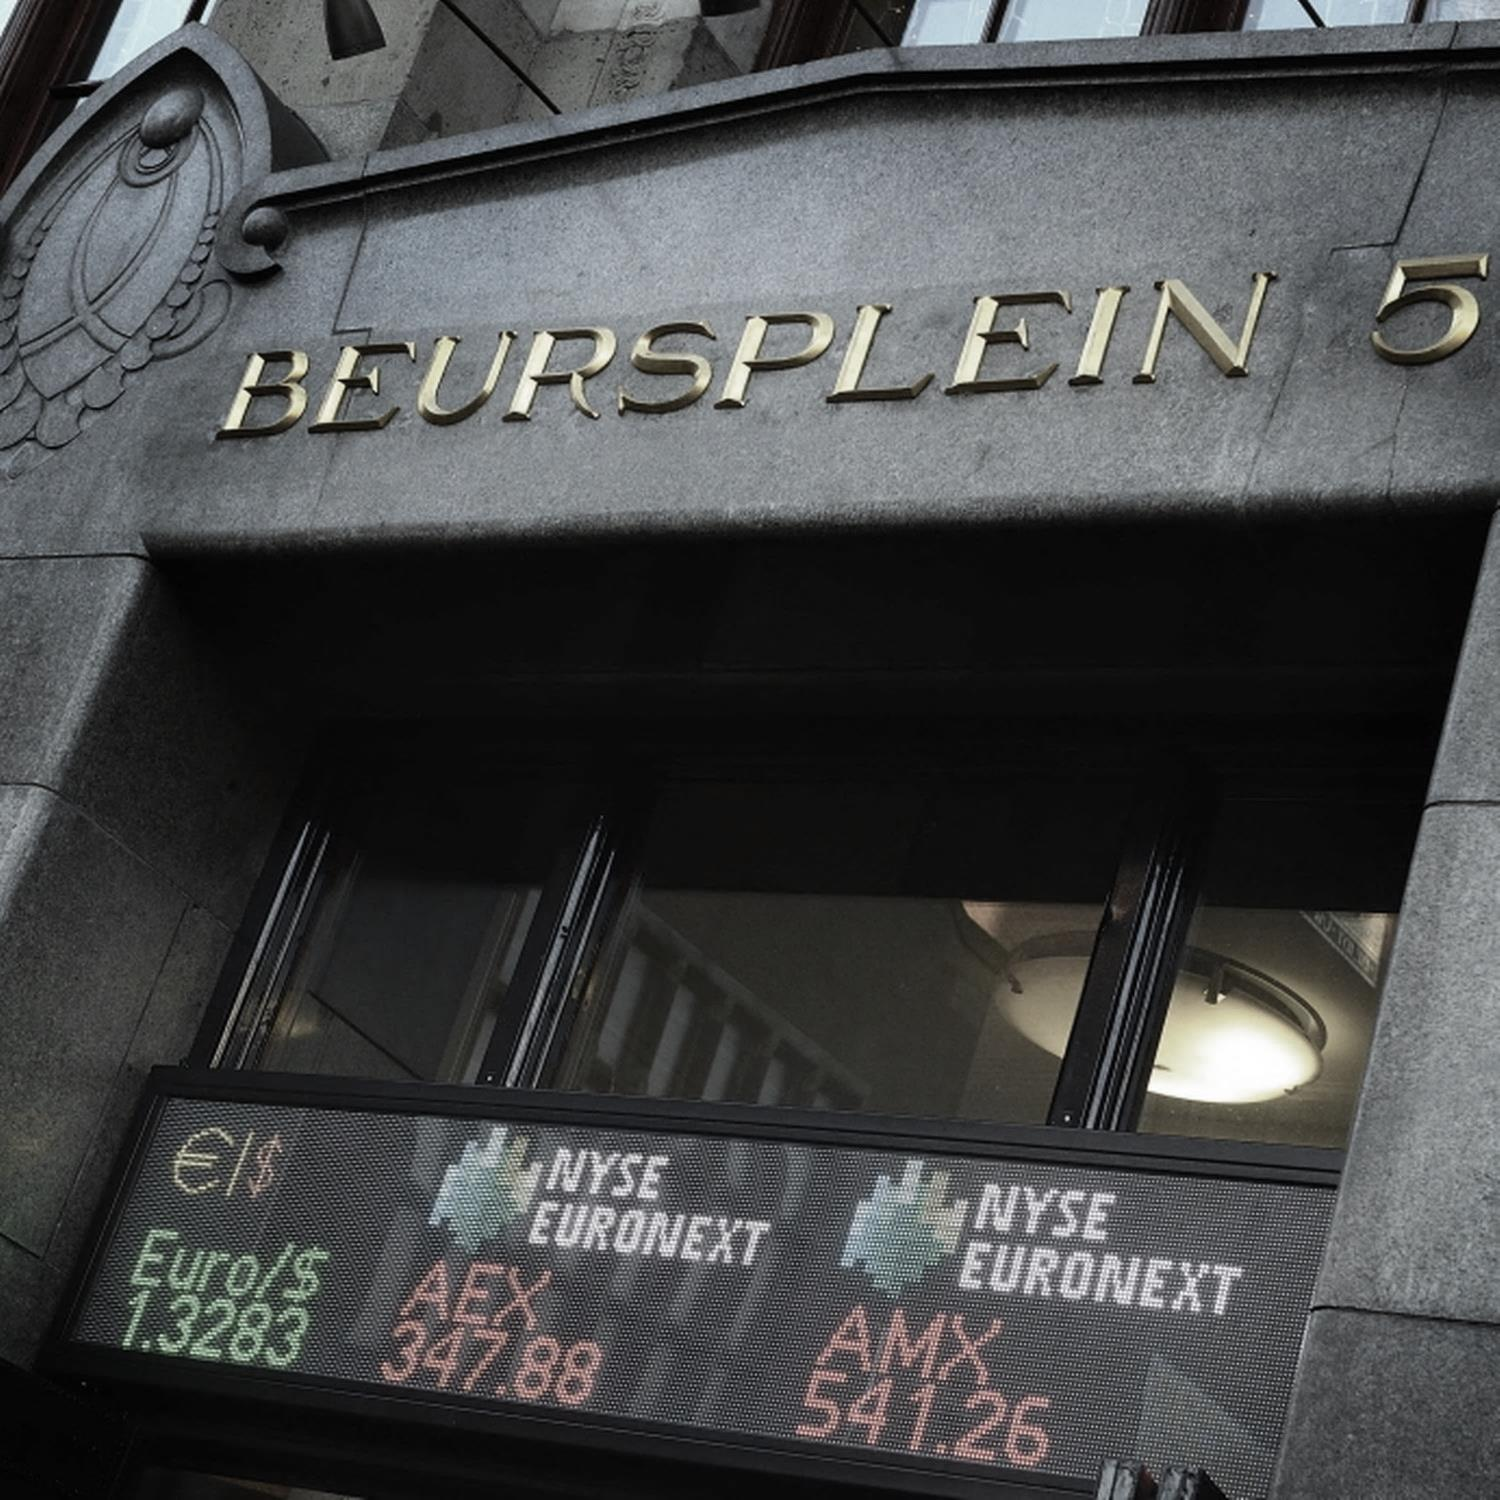 BEURSPLEIN 5
€/$
Euro/$
1.3283
NYSE
EURONEXT
AEX
347.88
NYSE
EURONEXT
AMX
541.26